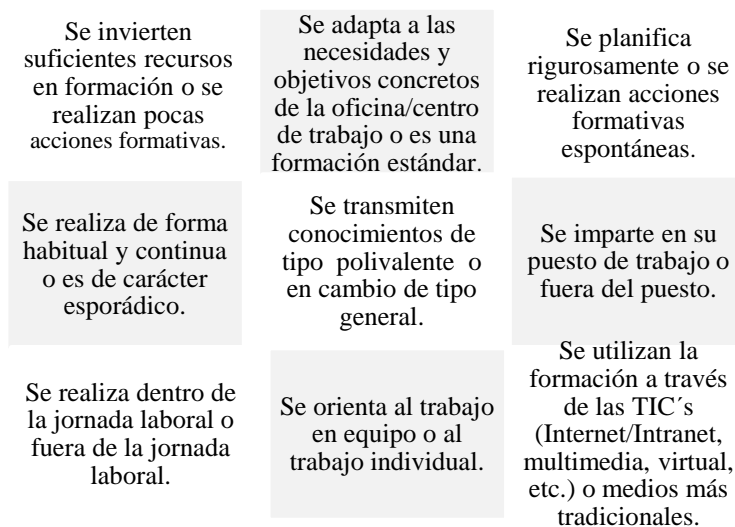 Se invierten
suficientes recursos
en formación o se
realizan pocas
acciones formativas.
Se adapta a las
necesidades y
objetivos concretos
de la oficina/centro
de trabajo o es una
formación estándar.
Se planifica
rigurosamente o se
realizan acciones
formativas
espontáneas.
Se realiza de forma
habitual y continua
o es de carácter
esporádico.
Se transmiten
conocimientos de
tipo polivalente o
en cambio de tipo
general.
Se imparte en su
puesto de trabajo o
fuera del puesto.
Se realiza dentro de
la jornada laboral o
fuera de la jornada
laboral.
Se orienta al trabajo
en equipo o al
trabajo individual.
Se utilizan la
formación a través
de las TIC´s
(Internet/Intranet,
multimedia, virtual,
etc.) o medios más
tradicionales.